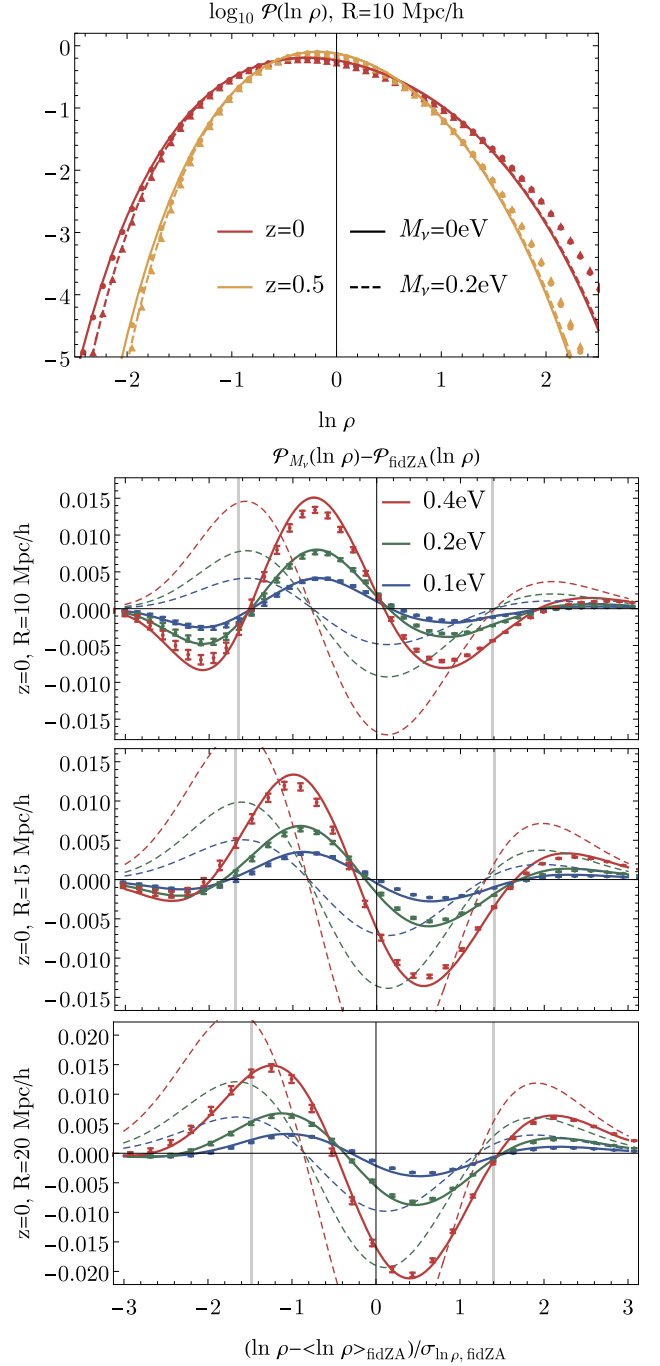 log₁₀ 𝒫(ln ρ), R=10 Mpc/h
0
−1
−2
−3
−4
−5
z=0
M_ν=0eV
z=0.5
M_ν=0.2eV
−2 −1 0 1 2
ln ρ
𝒫_{M_ν}(ln ρ)−𝒫_{fidZA}(ln ρ)
z=0, R=10 Mpc/h
0.015
0.010
0.005
0.000
−0.005
−0.010
−0.015
0.4eV
0.2eV
0.1eV
z=0, R=15 Mpc/h
0.015
0.010
0.005
0.000
−0.005
−0.010
−0.015
z=0, R=20 Mpc/h
0.020
0.015
0.010
0.005
0.000
−0.005
−0.010
−0.015
−0.020
−3 −2 −1 0 1 2 3
(ln ρ−<ln ρ>_{fidZA})/σ_{ln ρ, fidZA}